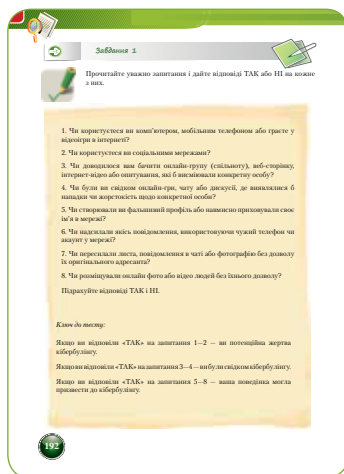 Завдання 1
Прочитайте уважно запитання і дайте відповіді ТАК або НІ на кожне
з них.
1. Чи користуєтеся ви комп'ютером, мобільним телефоном або граєте у
відеоігри в інтернеті?
2. Чи користуєтеся ви соціальними мережами?
3. Чи доводилося вам бачити онлайн-групу (спільноту), веб-сторінку,
інтернет-відео або опитування, які б висміювали конкретну особу?
4. Чи були ви свідком онлайн-гри, чату або дискусії, де виявлялися б
нападки чи жорстокість щодо конкретної особи?
5. Чи створювали ви фальшивий профіль або навмисно приховували своє
ім'я в мережі?
6. Чи надсилали якісь повідомлення, використовуючи чужий телефон чи
акаунт у мережі?
7. Чи пересилали листа, повідомлення в чаті або фотографію без дозволу
їх оригінального адресанта?
8. Чи розміщували онлайн фото або відео людей без їхнього дозволу?
Підрахуйте відповіді ТАК і НІ.
Ключ до тесту:
Якщо ви відповіли «ТАК» на запитання 1—2 — ви потенційна жертва
кібербулінгу.
Якщо ви відповіли «ТАК» на запитання 3—4 — ви були свідком кібербулінгу.
Якщо ви відповіли «ТАК» на запитання 5—8 — ваша поведінка могла
призвести до кібербулінгу.
192